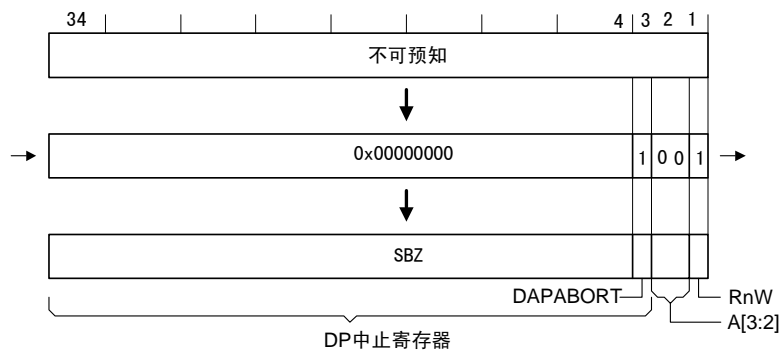 34 4 3 2 1
不可预知
0x00000000 1 0 0 1
SBZ
DAPABORT RnW
A[3:2]
DP中止寄存器